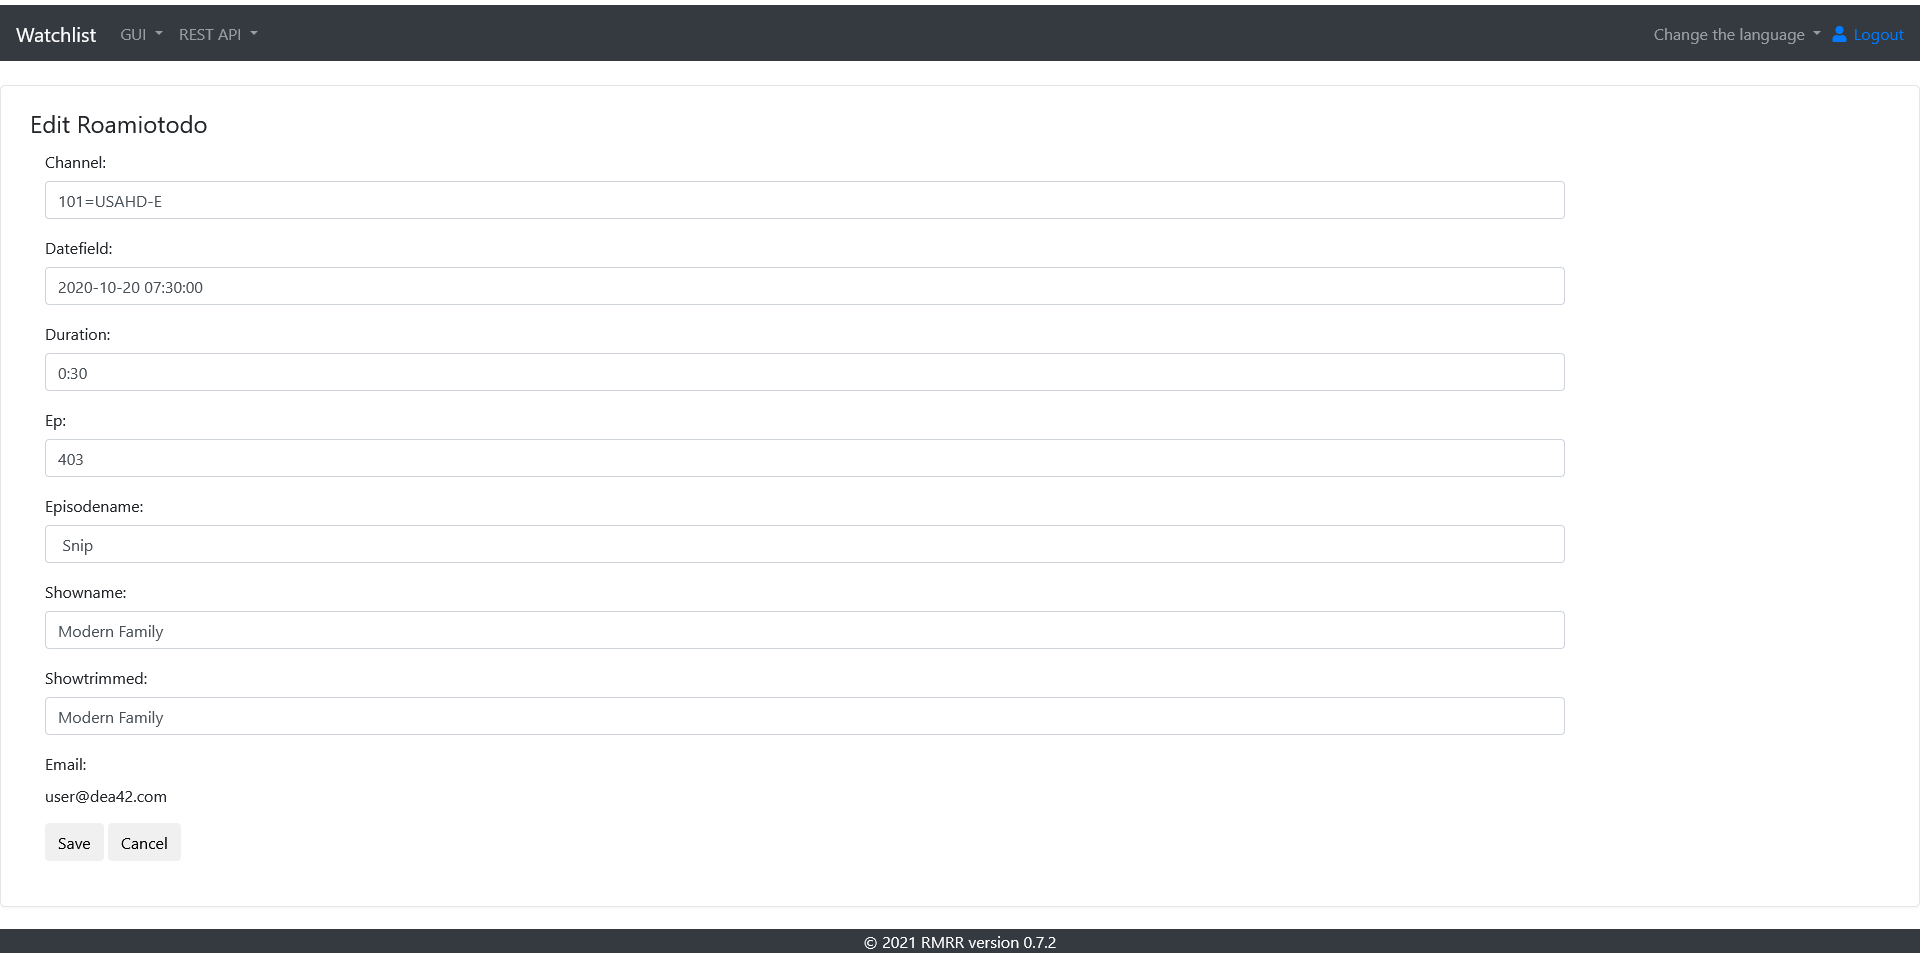 Watchlist GUI REST API Change the language Logout
Edit Roamiotodo
Channel:
101=USAHD-E
Datefield:
2020-10-20 07:30:00
Duration:
0:30
Ep:
403
Episodename:
Snip
Showname:
Modern Family
Showtrimmed:
Modern Family
Email:
user@dea42.com
Save Cancel
© 2021 RMRR version 0.7.2